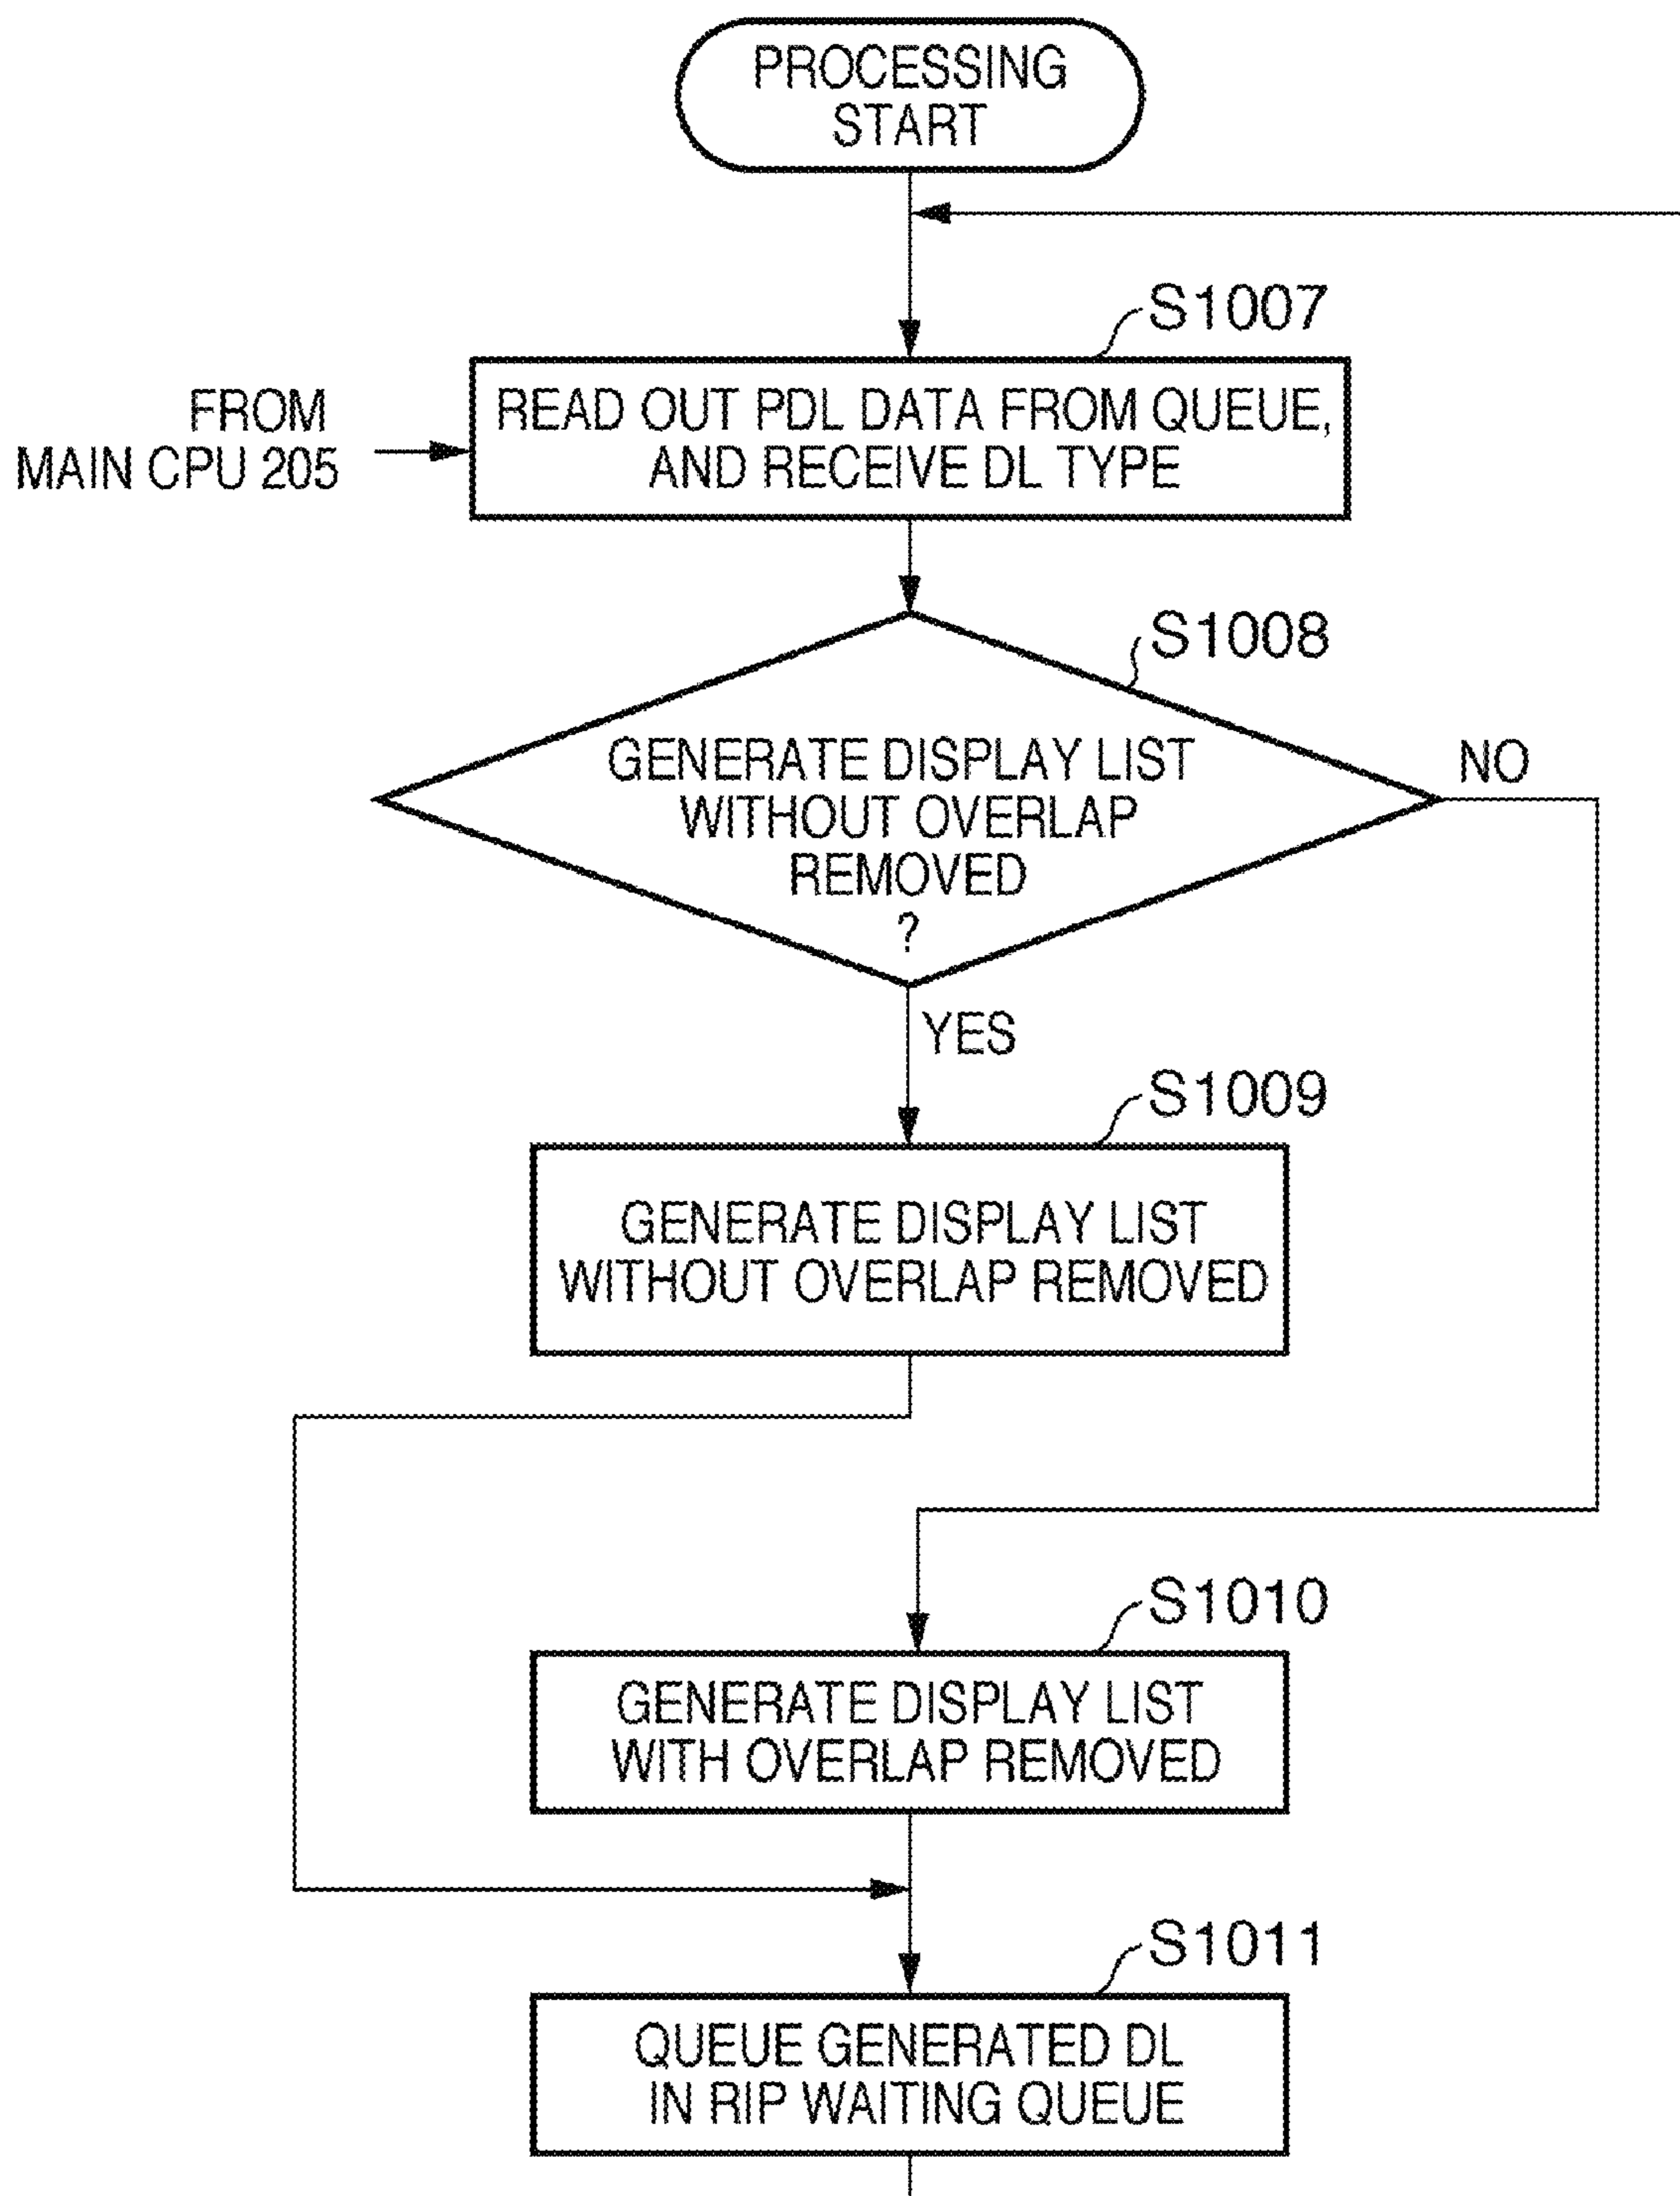 PROCESSING
START
S1007
FROM
MAIN CPU 205
READ OUT PDL DATA FROM QUEUE,
AND RECEIVE DL TYPE
S1008
GENERATE DISPLAY LIST
WITHOUT OVERLAP
REMOVED
?
NO
YES
S1009
GENERATE DISPLAY LIST
WITHOUT OVERLAP REMOVED
S1010
GENERATE DISPLAY LIST
WITH OVERLAP REMOVED
S1011
QUEUE GENERATED DL
IN RIP WAITING QUEUE